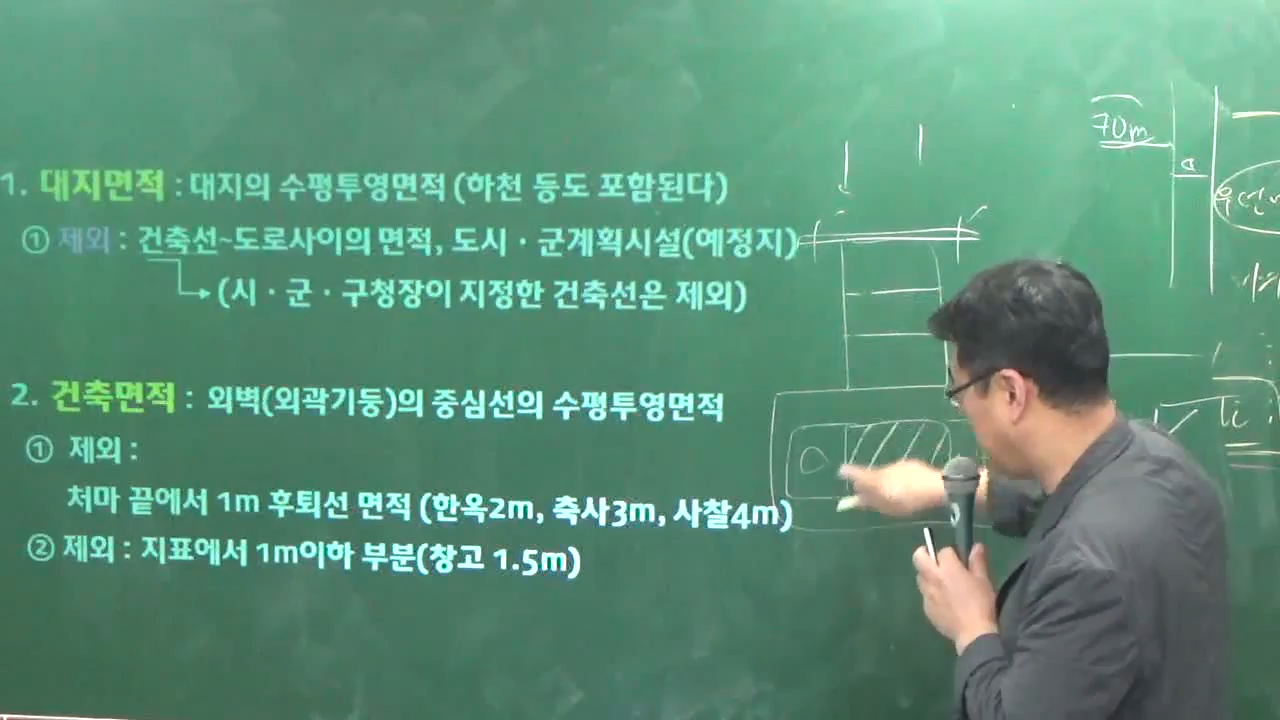 1. 대지면적 : 대지의 수평투영면적 (하천 등도 포함된다)
① 제외 : 건축선~도로사이의 면적, 도시 · 군계획시설(예정지)
(시 · 군 · 구청장이 지정한 건축선은 제외)
2. 건축면적 : 외벽(외곽기둥)의 중심선의 수평투영면적
① 제외 :
처마 끝에서 1m 후퇴선 면적 (한옥2m, 축사3m, 사찰4m)
② 제외 : 지표에서 1m이하 부분(창고 1.5m)
70m